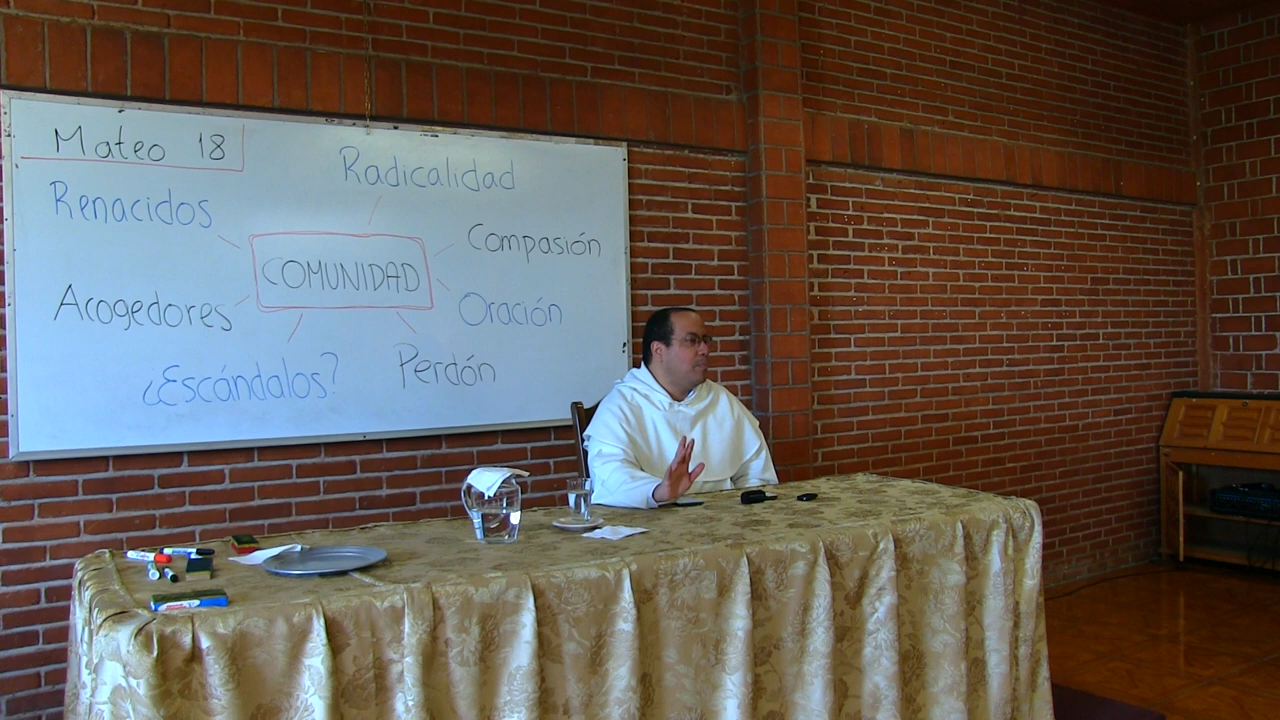 Mateo 18
Radicalidad
Renacidos
Compasión
COMUNIDAD
Acogedores
Oración
¿Escándalos?
Perdón